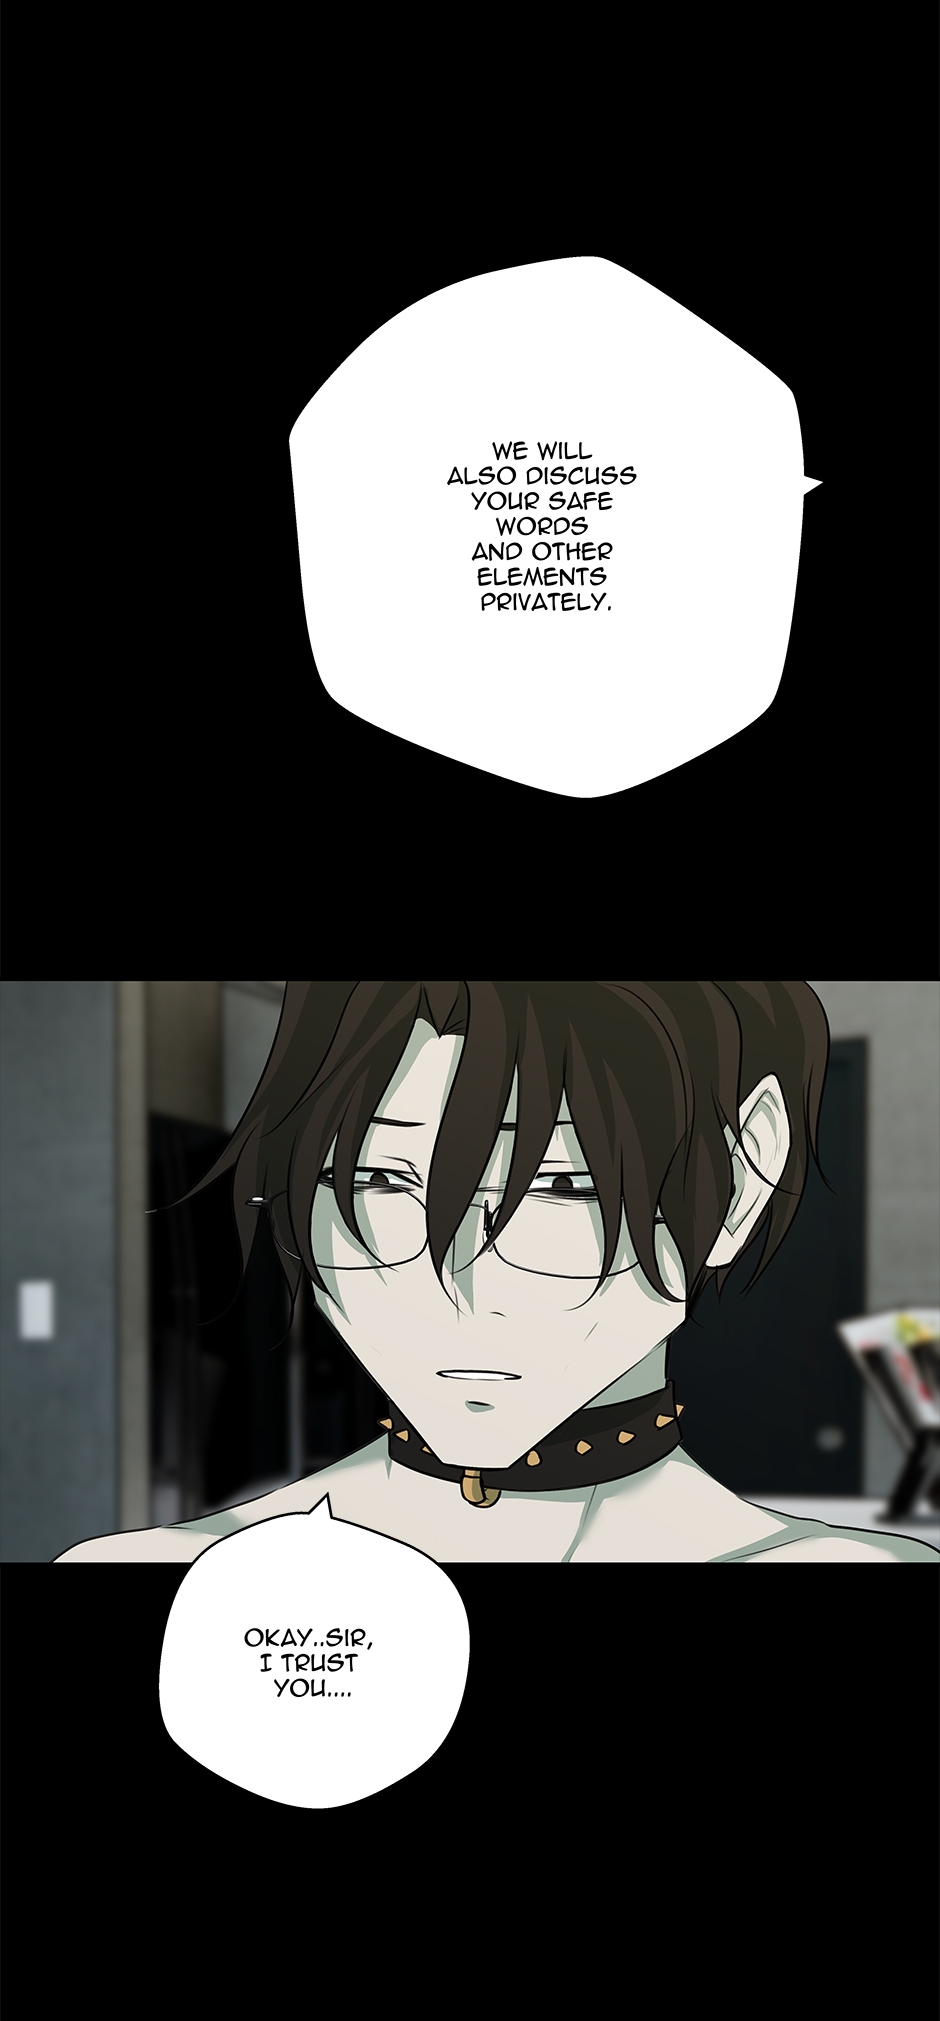 WE WILL
ALSO DISCUSS
YOUR SAFE
WORDS
AND OTHER
ELEMENTS
PRIVATELY.
OKAY..SIR,
I TRUST
YOU....